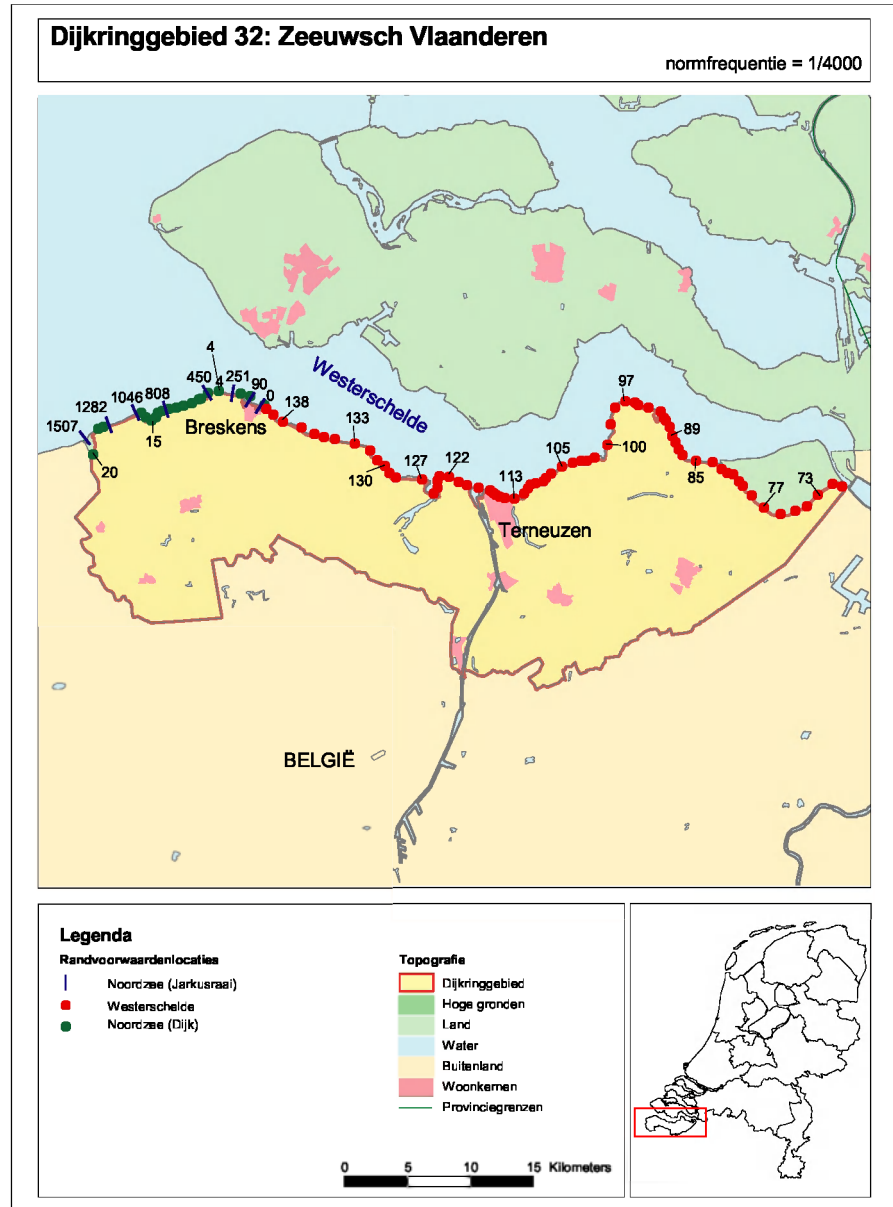 Dijkringgebied 32: Zeeuwsch Vlaanderen
normfrequentie = 1/4000
4
450
251
4
90
0
1046
808
1282
1507
15
20
Breskens
Westerschelde
138
133
130
127
122
113
Terneuzen
105
100
97
89
85
77
73
BELGIË
Legenda
Randvoorwaardenlocaties
Noordzee (Jarkusraai)
Westerschelde
Noordzee (Dijk)
Topografie
Dijkringgebied
Hoge gronden
Land
Water
Buitenland
Woonkernen
Provinciegrenzen
0 5 10 15 Kilometers